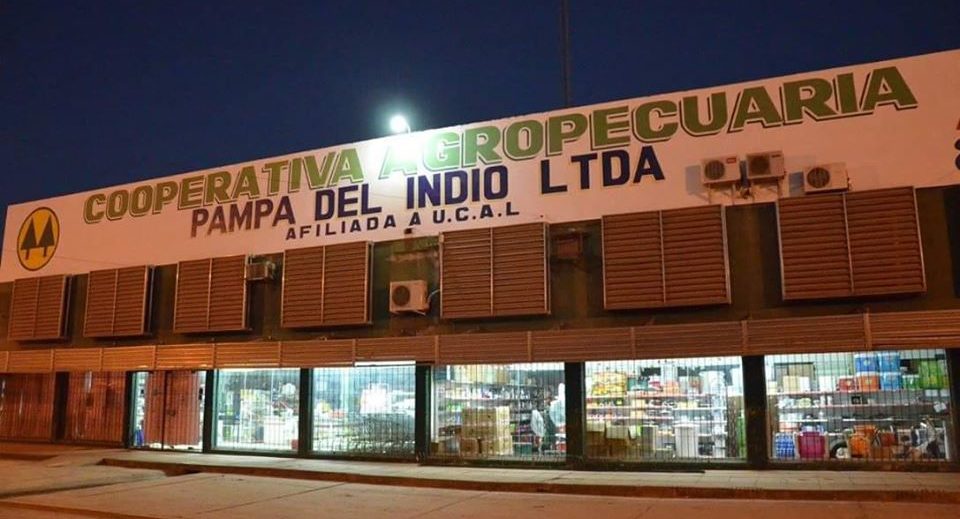 COOPERATIVA AGROPECUARIA
PAMPA DEL INDIO LTDA
AFILIADA A U.C.A.L